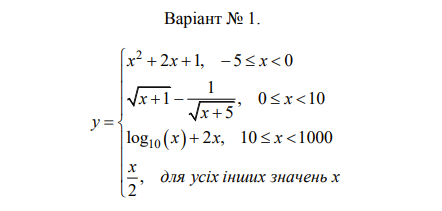 Варіант № 1.
y = { x² + 2x + 1, −5 ≤ x < 0
√(x + 1) − 1/√(x + 5), 0 ≤ x < 10
log₁₀(x) + 2x, 10 ≤ x < 1000
x/2, для усіх інших значень x